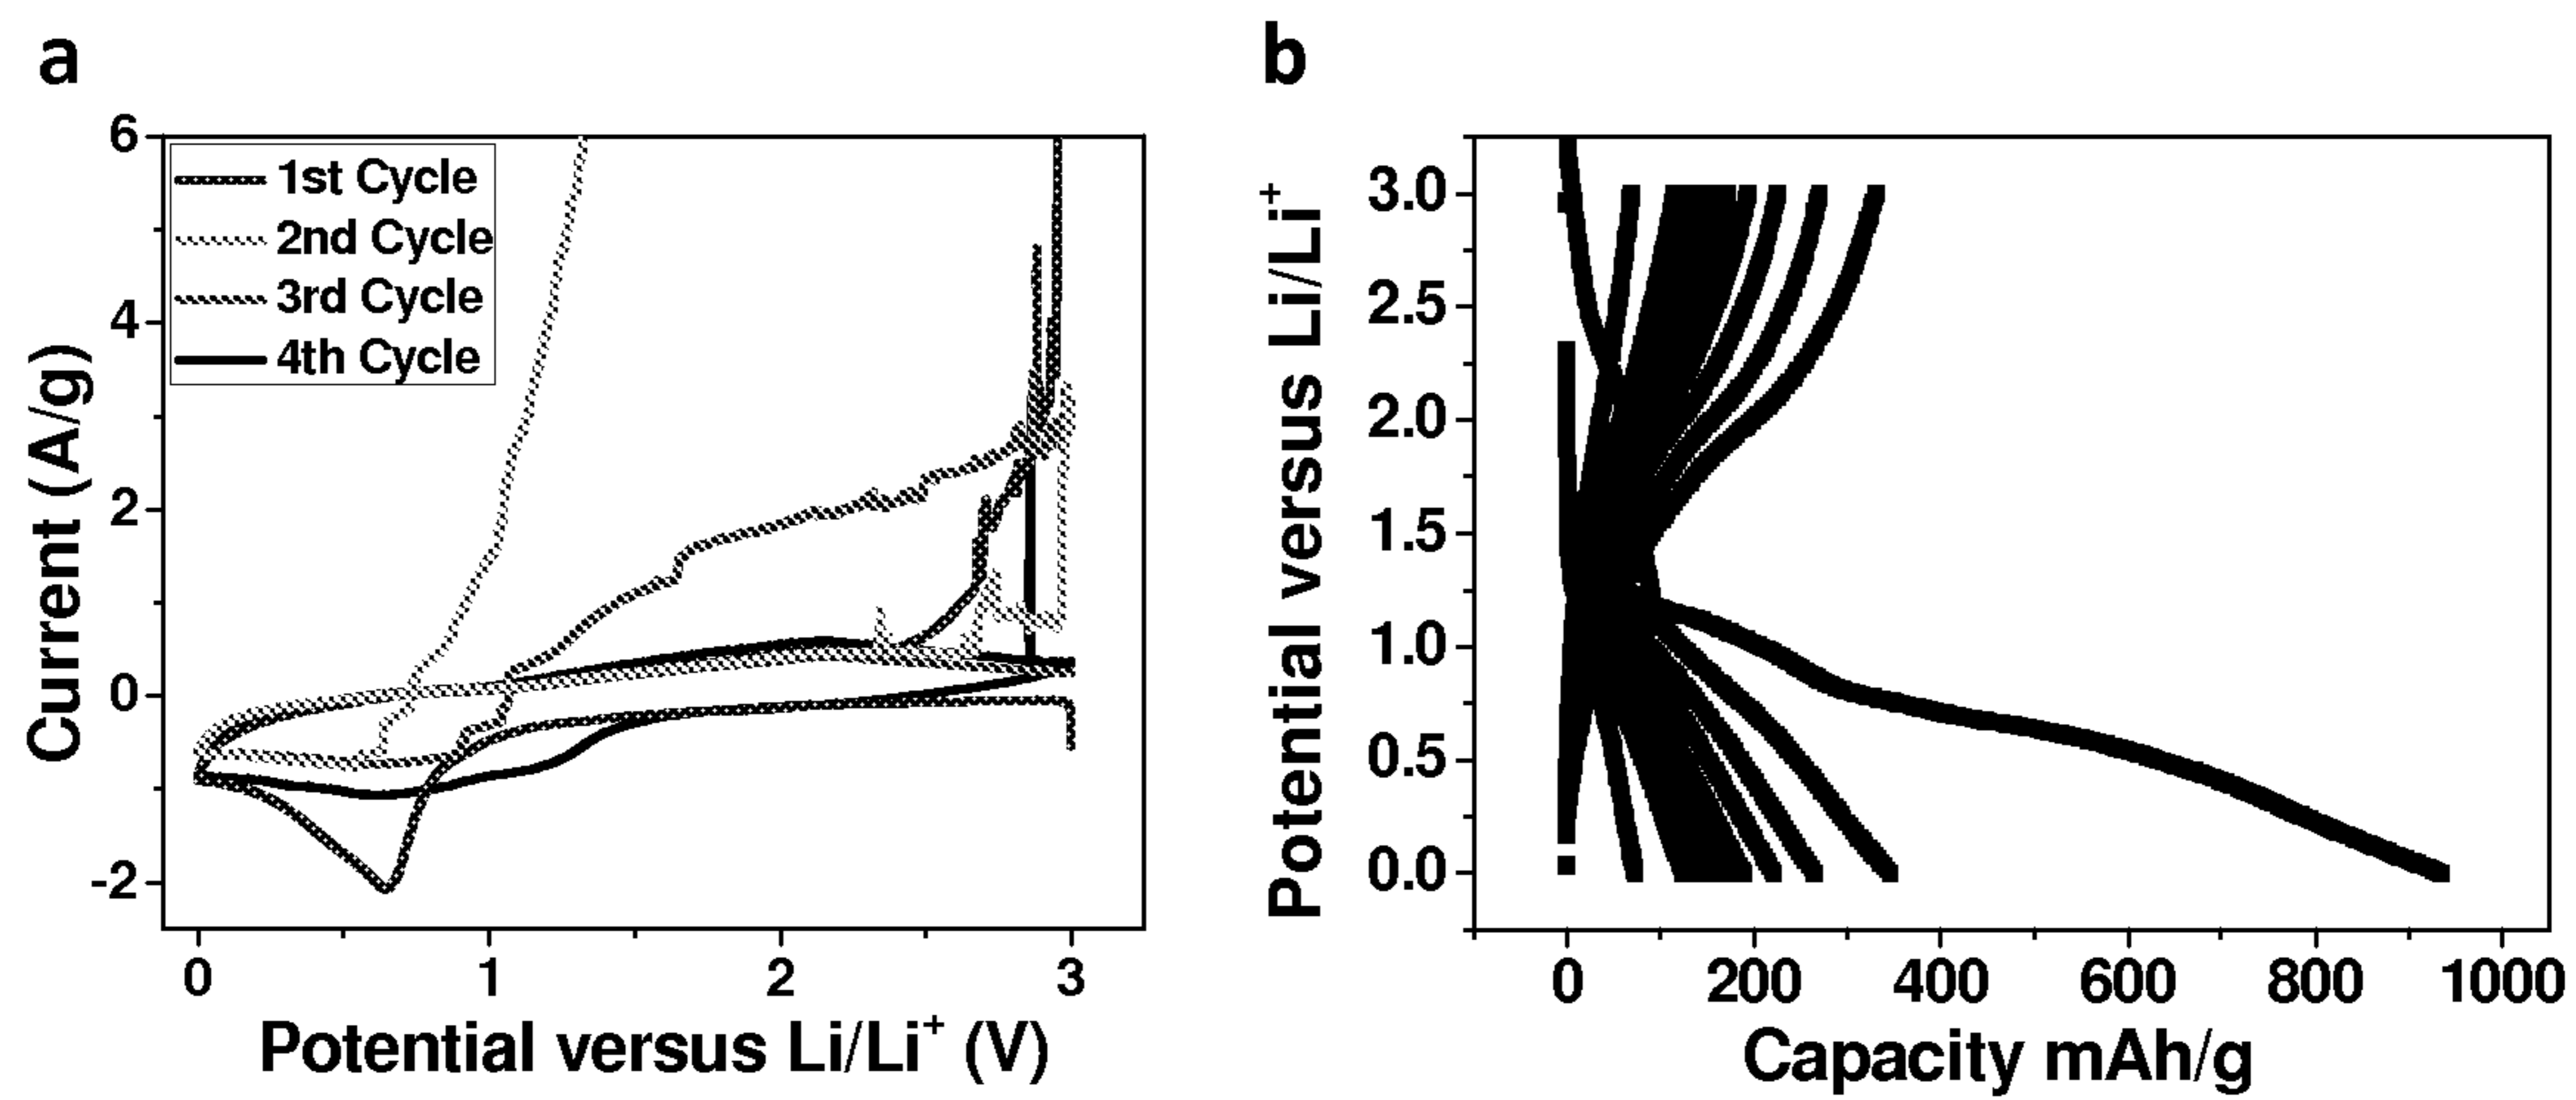 a
6
4
2
0
-2
Current (A/g)
1st Cycle
2nd Cycle
3rd Cycle
4th Cycle
0 1 2 3
Potential versus Li/Li⁺ (V)
b
3.0
2.5
2.0
1.5
1.0
0.5
0.0
Potential versus Li/Li⁺
0 200 400 600 800 1000
Capacity mAh/g